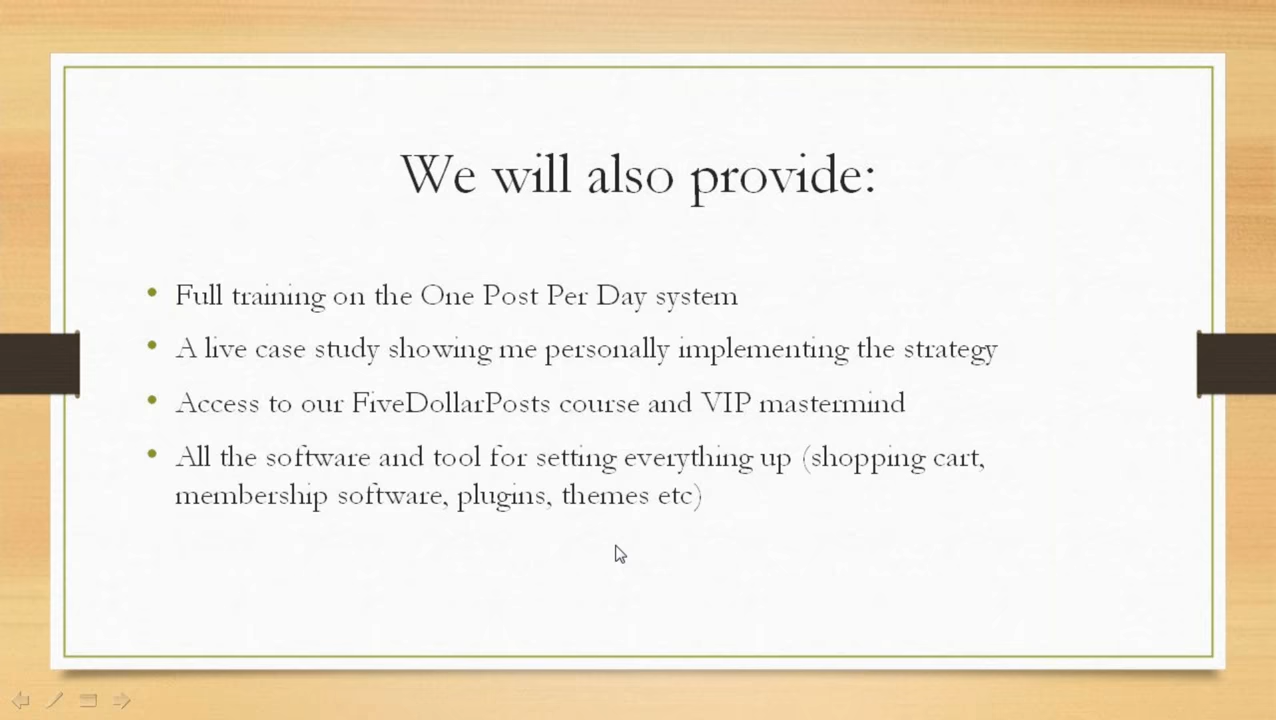 We will also provide:
• Full training on the One Post Per Day system
• A live case study showing me personally implementing the strategy
• Access to our FiveDollarPosts course and VIP mastermind
• All the software and tool for setting everything up (shopping cart,
membership software, plugins, themes etc)